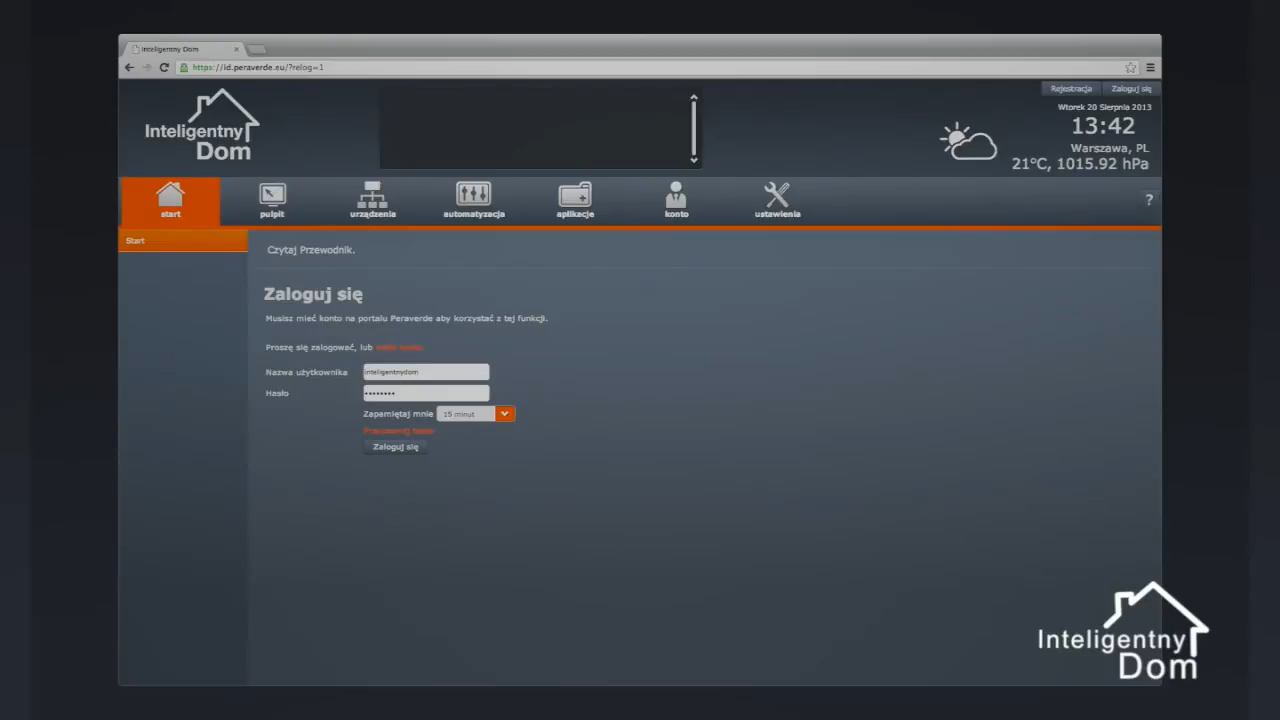 Inteligentny Dom
https://id.peraverde.eu/?relog=1
Rejestracja
Zaloguj się
Wtorek 20 Sierpnia 2013
13:42
Warszawa, PL
21°C, 1015.92 hPa
Inteligentny
Dom
start
pulpit
urządzenia
automatyzacja
aplikacje
konto
ustawienia
?
Start
Czytaj Przewodnik.
Zaloguj się
Musisz mieć konto na portalu Peraverde aby korzystać z tej funkcji.
Proszę się zalogować, lub
Nazwa użytkownika
inteligentnydom
Hasło
••••••••
Zapamiętaj mnie
15 minut
Zaloguj się
Inteligentny
Dom